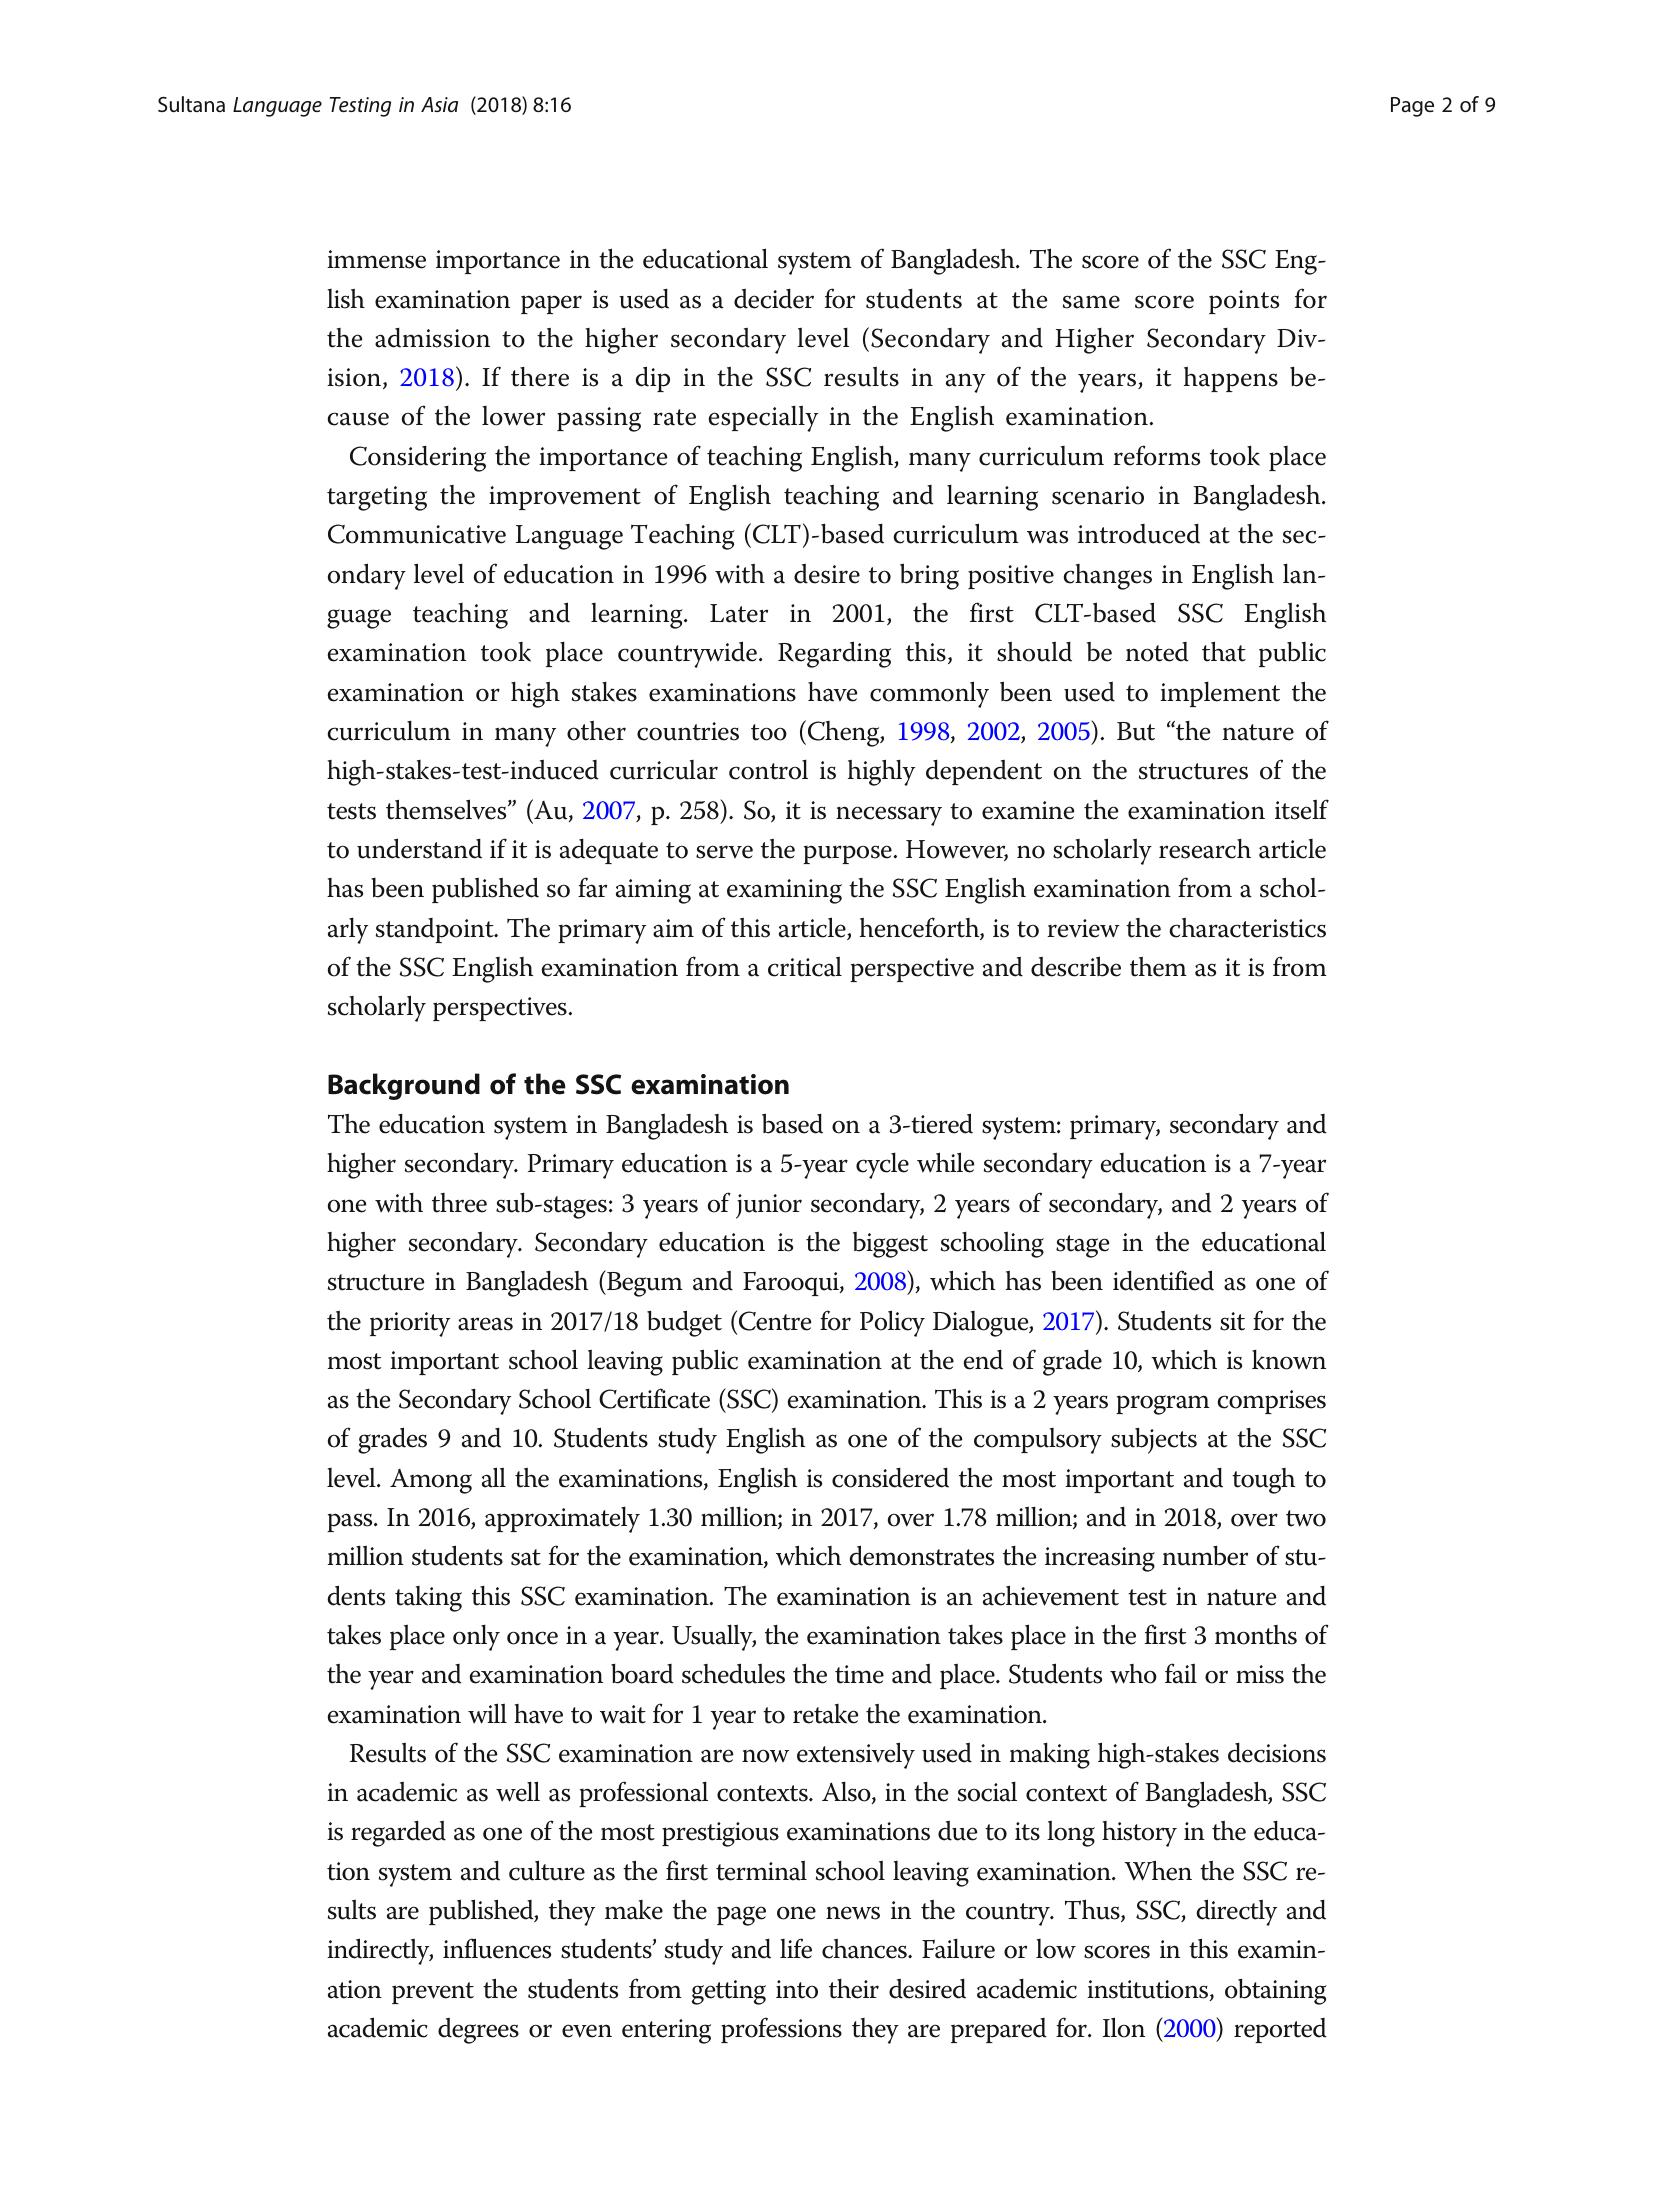 Sultana Language Testing in Asia (2018) 8:16
Page 2 of 9
immense importance in the educational system of Bangladesh. The score of the SSC Eng-
lish examination paper is used as a decider for students at the same score points for
the admission to the higher secondary level (Secondary and Higher Secondary Div-
ision, 2018). If there is a dip in the SSC results in any of the years, it happens be-
cause of the lower passing rate especially in the English examination.
Considering the importance of teaching English, many curriculum reforms took place
targeting the improvement of English teaching and learning scenario in Bangladesh.
Communicative Language Teaching (CLT)-based curriculum was introduced at the sec-
ondary level of education in 1996 with a desire to bring positive changes in English lan-
guage teaching and learning. Later in 2001, the first CLT-based SSC English
examination took place countrywide. Regarding this, it should be noted that public
examination or high stakes examinations have commonly been used to implement the
curriculum in many other countries too (Cheng, 1998, 2002, 2005). But “the nature of
high-stakes-test-induced curricular control is highly dependent on the structures of the
tests themselves” (Au, 2007, p. 258). So, it is necessary to examine the examination itself
to understand if it is adequate to serve the purpose. However, no scholarly research article
has been published so far aiming at examining the SSC English examination from a schol-
arly standpoint. The primary aim of this article, henceforth, is to review the characteristics
of the SSC English examination from a critical perspective and describe them as it is from
scholarly perspectives.
Background of the SSC examination
The education system in Bangladesh is based on a 3-tiered system: primary, secondary and
higher secondary. Primary education is a 5-year cycle while secondary education is a 7-year
one with three sub-stages: 3 years of junior secondary, 2 years of secondary, and 2 years of
higher secondary. Secondary education is the biggest schooling stage in the educational
structure in Bangladesh (Begum and Farooqui, 2008), which has been identified as one of
the priority areas in 2017/18 budget (Centre for Policy Dialogue, 2017). Students sit for the
most important school leaving public examination at the end of grade 10, which is known
as the Secondary School Certificate (SSC) examination. This is a 2 years program comprises
of grades 9 and 10. Students study English as one of the compulsory subjects at the SSC
level. Among all the examinations, English is considered the most important and tough to
pass. In 2016, approximately 1.30 million; in 2017, over 1.78 million; and in 2018, over two
million students sat for the examination, which demonstrates the increasing number of stu-
dents taking this SSC examination. The examination is an achievement test in nature and
takes place only once in a year. Usually, the examination takes place in the first 3 months of
the year and examination board schedules the time and place. Students who fail or miss the
examination will have to wait for 1 year to retake the examination.
Results of the SSC examination are now extensively used in making high-stakes decisions
in academic as well as professional contexts. Also, in the social context of Bangladesh, SSC
is regarded as one of the most prestigious examinations due to its long history in the educa-
tion system and culture as the first terminal school leaving examination. When the SSC re-
sults are published, they make the page one news in the country. Thus, SSC, directly and
indirectly, influences students’ study and life chances. Failure or low scores in this examin-
ation prevent the students from getting into their desired academic institutions, obtaining
academic degrees or even entering professions they are prepared for. Ilon (2000) reported